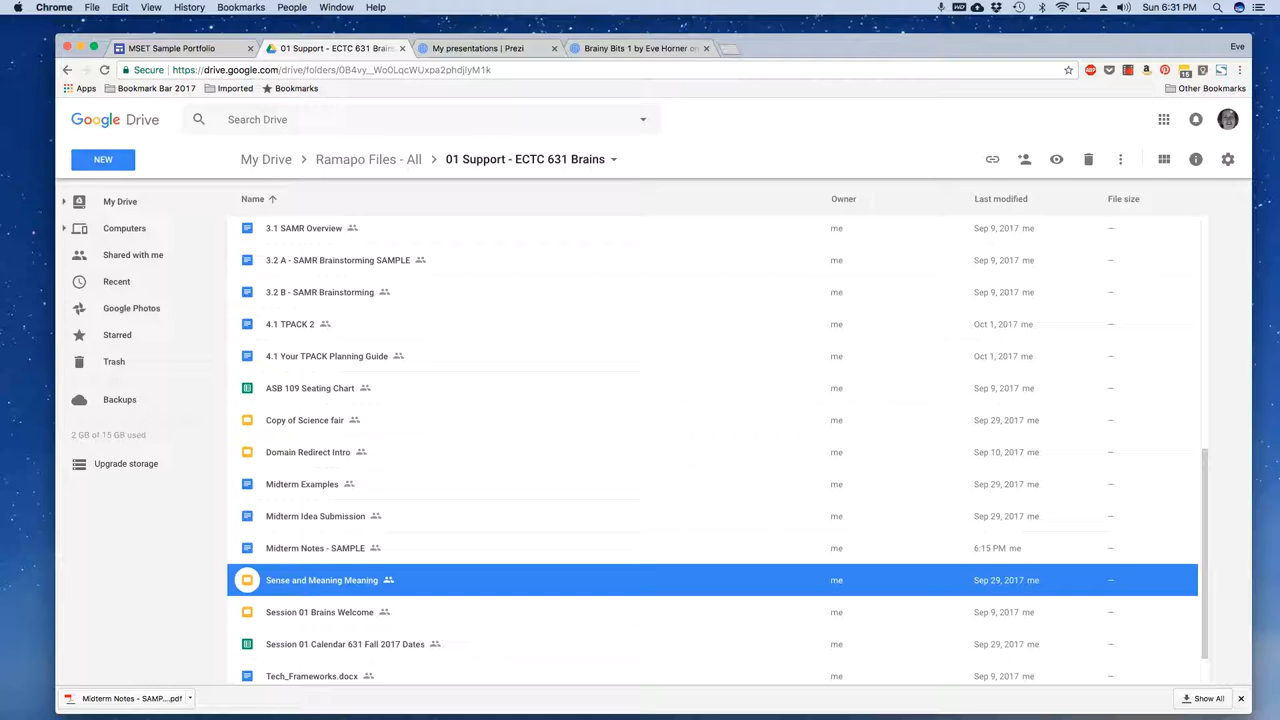 Chrome File Edit View History Bookmarks People Window Help Sun 6:31 PM
MSET Sample Portfolio × 01 Support - ECTC 631 Brains × My presentations | Prezi × Brainy Bits 1 by Eve Horner on × Eve
Secure https://drive.google.com/drive/folders/0B4vy__Wo0LqcWUxpa2phdjlyM1k
Apps Bookmark Bar 2017 Imported Bookmarks Other Bookmarks
Google Drive Search Drive
NEW My Drive > Ramapo Files - All > 01 Support - ECTC 631 Brains
Name Owner Last modified File size
My Drive
Computers
Shared with me
Recent
Google Photos
Starred
Trash
Backups
2 GB of 15 GB used
Upgrade storage
3.1 SAMR Overview me Sep 9, 2017 me –
3.2 A - SAMR Brainstorming SAMPLE me Sep 9, 2017 me –
3.2 B - SAMR Brainstorming me Sep 9, 2017 me –
4.1 TPACK 2 me Oct 1, 2017 me –
4.1 Your TPACK Planning Guide me Oct 1, 2017 me –
ASB 109 Seating Chart me Sep 9, 2017 me –
Copy of Science fair me Sep 29, 2017 me –
Domain Redirect Intro me Sep 10, 2017 me –
Midterm Examples me Sep 29, 2017 me –
Midterm Idea Submission me Sep 29, 2017 me –
Midterm Notes - SAMPLE me 6:15 PM me –
Sense and Meaning Meaning me Sep 29, 2017 me –
Session 01 Brains Welcome me Sep 9, 2017 me –
Session 01 Calendar 631 Fall 2017 Dates me Sep 29, 2017 me –
Tech_Frameworks.docx me Sep 9, 2017 me –
Midterm Notes - SAMP....pdf Show All